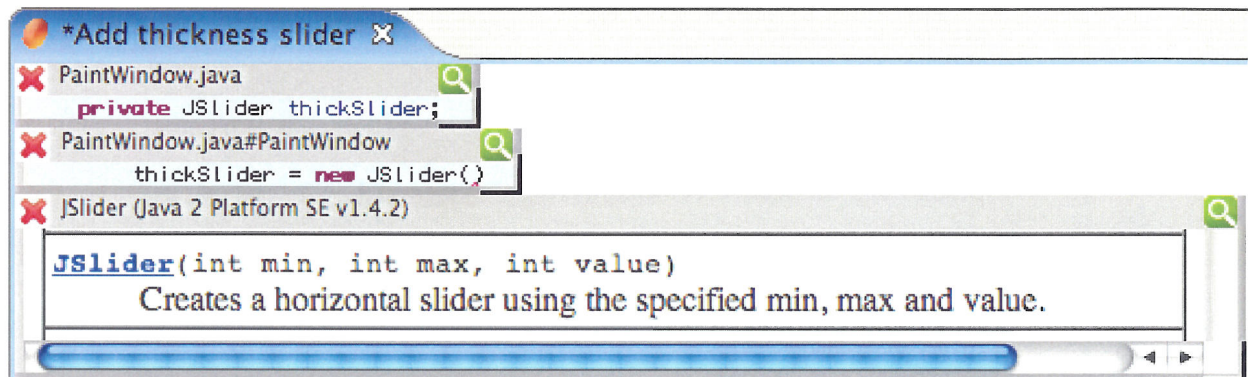 *Add thickness slider
PaintWindow.java
private JSlider thickSlider;
PaintWindow.java#PaintWindow
thickSlider = new JSlider()
JSlider (Java 2 Platform SE v1.4.2)
JSlider(int min, int max, int value)
Creates a horizontal slider using the specified min, max and value.